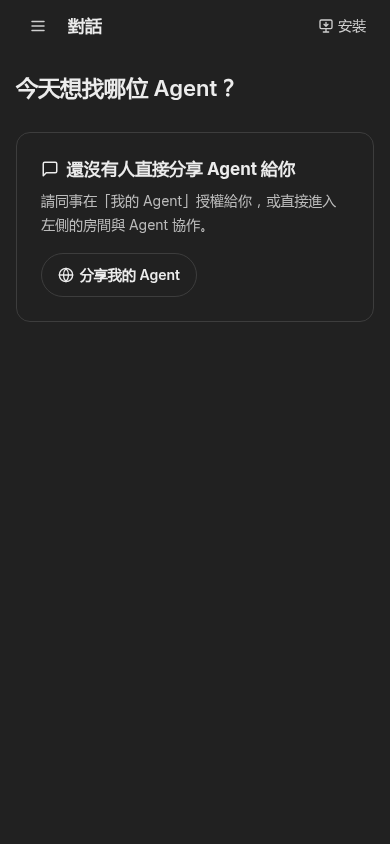 對話
安裝
今天想找哪位 Agent？
還沒有人直接分享 Agent 給你
請同事在「我的 Agent」授權給你，或直接進入
左側的房間與 Agent 協作。
分享我的 Agent